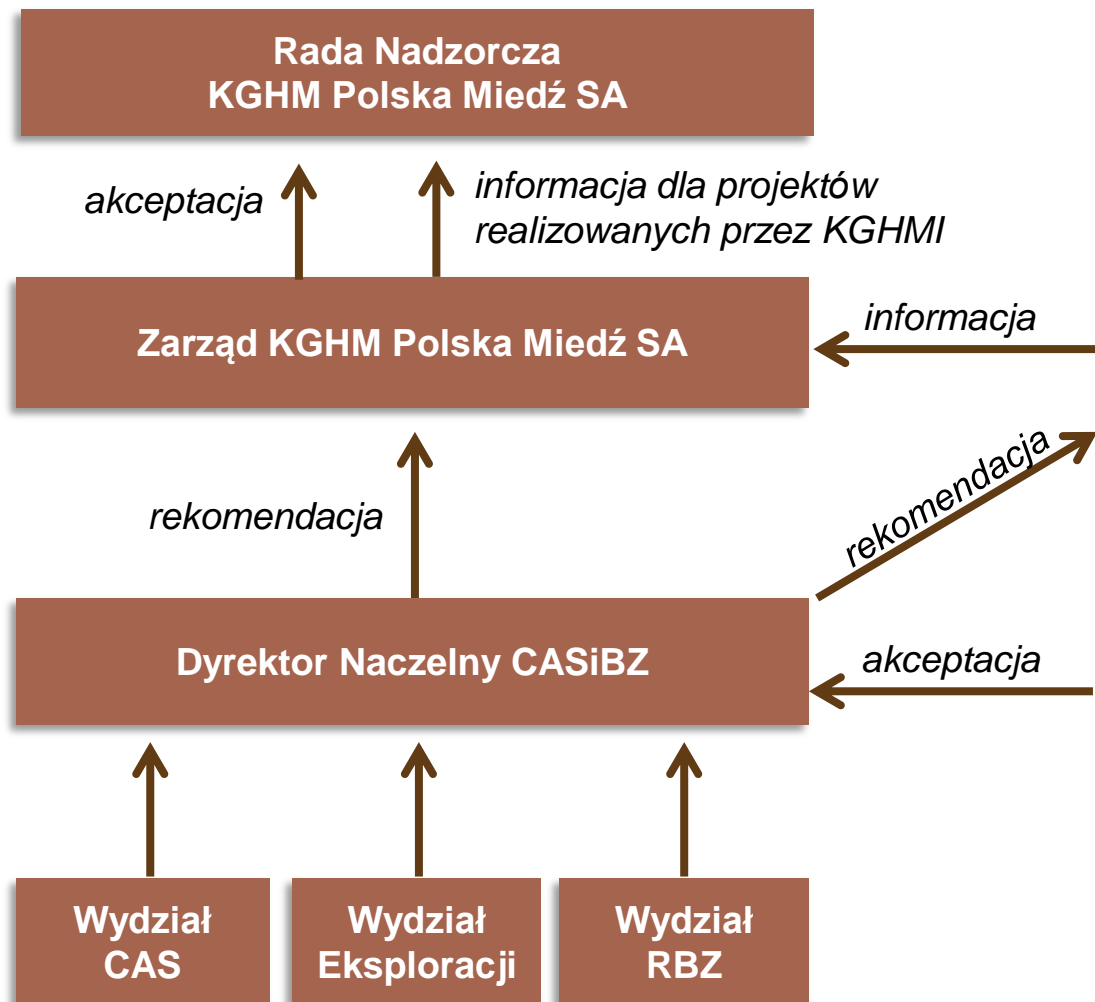 Rada Nadzorcza
KGHM Polska Miedź SA
akceptacja
informacja dla projektów
realizowanych przez KGHMI
Zarząd KGHM Polska Miedź SA
informacja
rekomendacja
rekomendacja
Dyrektor Naczelny CASiBZ
akceptacja
Wydział
CAS
Wydział
Eksploracji
Wydział
RBZ